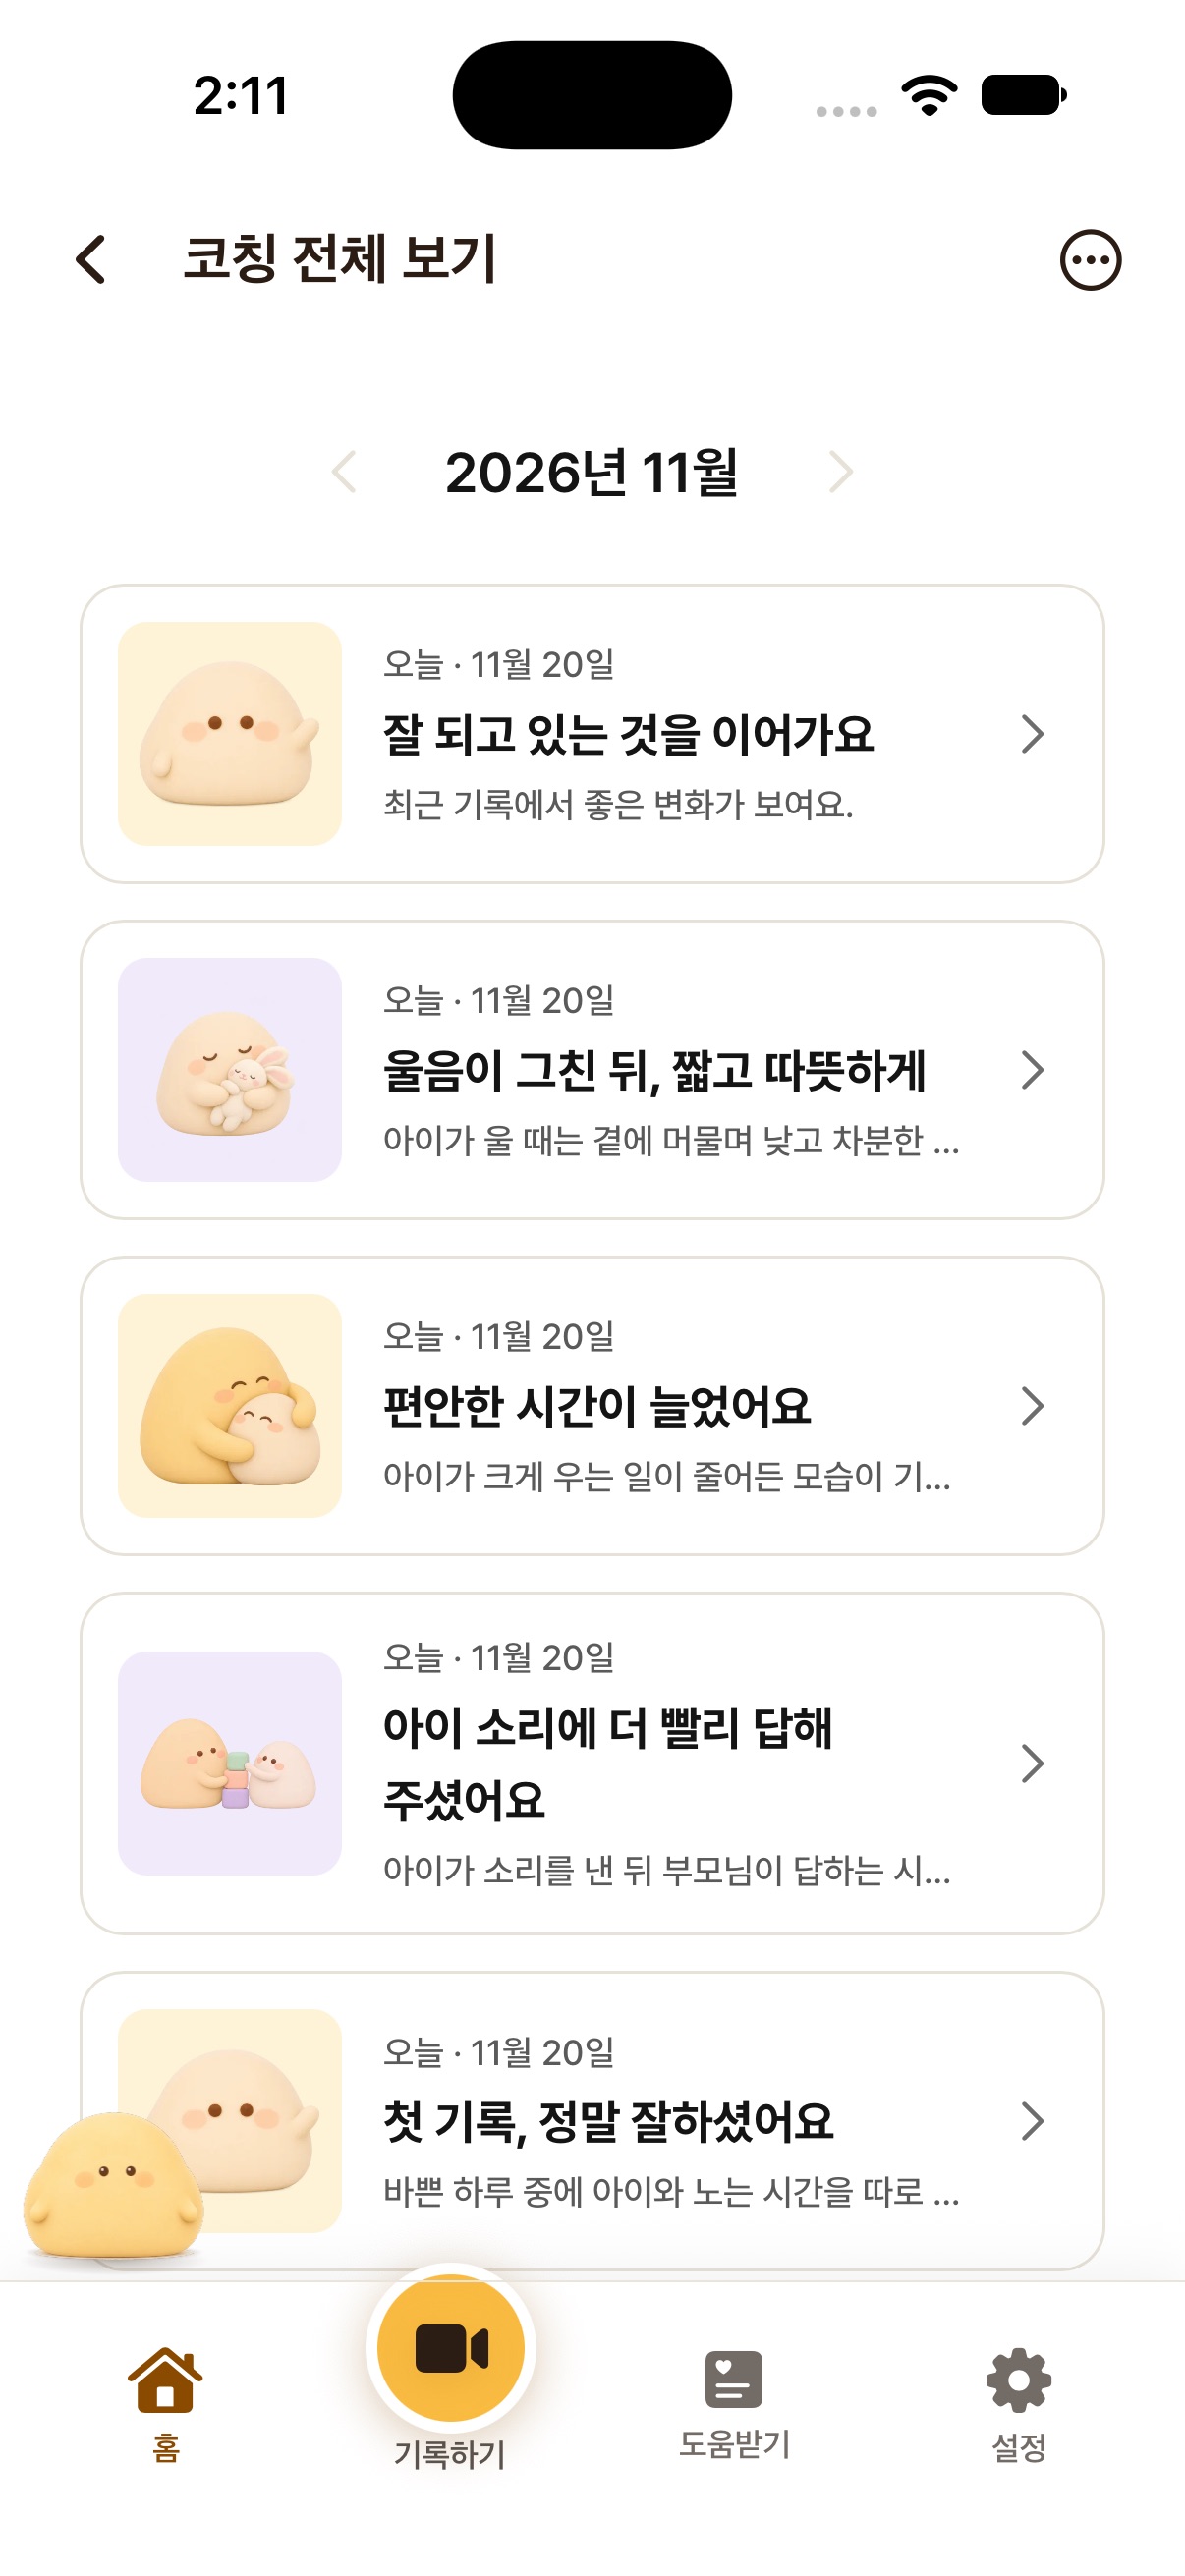 2:11
코칭 전체 보기
2026년 11월
오늘 · 11월 20일
잘 되고 있는 것을 이어가요
최근 기록에서 좋은 변화가 보여요.
오늘 · 11월 20일
울음이 그친 뒤, 짧고 따뜻하게
아이가 울 때는 곁에 머물며 낮고 차분한 ...
오늘 · 11월 20일
편안한 시간이 늘었어요
아이가 크게 우는 일이 줄어든 모습이 기...
오늘 · 11월 20일
아이 소리에 더 빨리 답해
주셨어요
아이가 소리를 낸 뒤 부모님이 답하는 시...
오늘 · 11월 20일
첫 기록, 정말 잘하셨어요
바쁜 하루 중에 아이와 노는 시간을 따로 ...
홈
기록하기
도움받기
설정